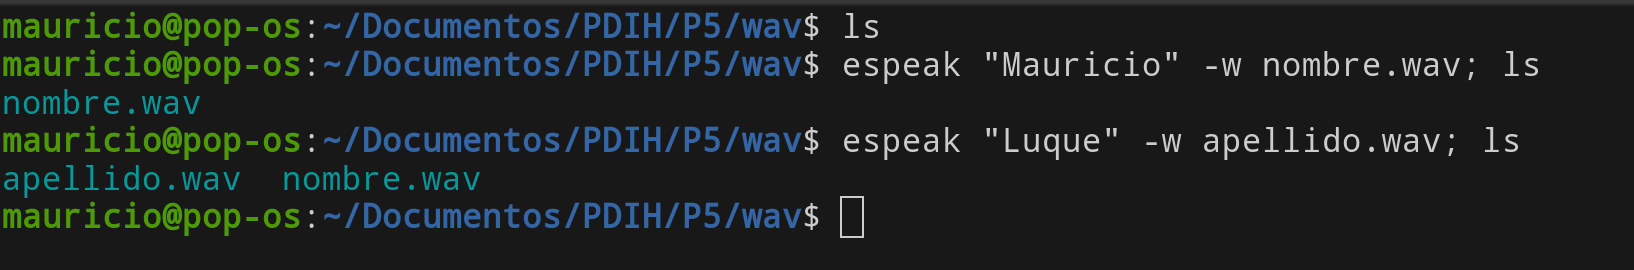 mauricio@pop-os:~/Documentos/PDIH/P5/wav$ ls
mauricio@pop-os:~/Documentos/PDIH/P5/wav$ espeak "Mauricio" -w nombre.wav; ls
nombre.wav
mauricio@pop-os:~/Documentos/PDIH/P5/wav$ espeak "Luque" -w apellido.wav; ls
apellido.wav  nombre.wav
mauricio@pop-os:~/Documentos/PDIH/P5/wav$